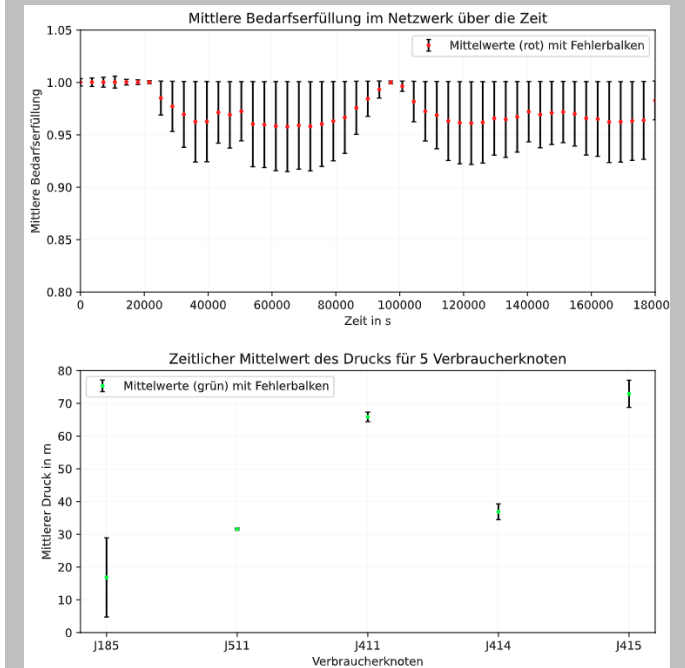 Mittlere Bedarfserfüllung im Netzwerk über die Zeit
1.05
Mittelwerte (rot) mit Fehlerbalken
1.00
0.95
0.90
0.85
0.80
Mittlere Bedarfserfüllung
0 20000 40000 60000 80000 100000 120000 140000 160000 18000
Zeit in s
Zeitlicher Mittelwert des Drucks für 5 Verbraucherknoten
80
Mittelwerte (grün) mit Fehlerbalken
70
60
50
40
30
20
10
0
Mittlerer Druck in m
J185 J511 J411 J414 J415
Verbraucherknoten